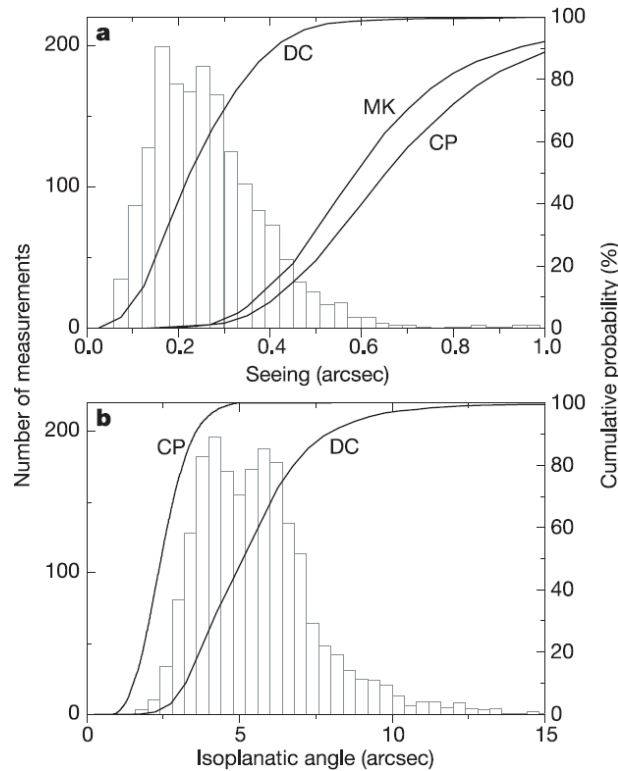 a
DC
MK
CP
200
100
0
100
80
60
40
20
0
0.0 0.2 0.4 0.6 0.8 1.0
Seeing (arcsec)
Number of measurements
Cumulative probability (%)
b
CP
DC
200
100
0
100
80
60
40
20
0
0 5 10 15
Isoplanatic angle (arcsec)